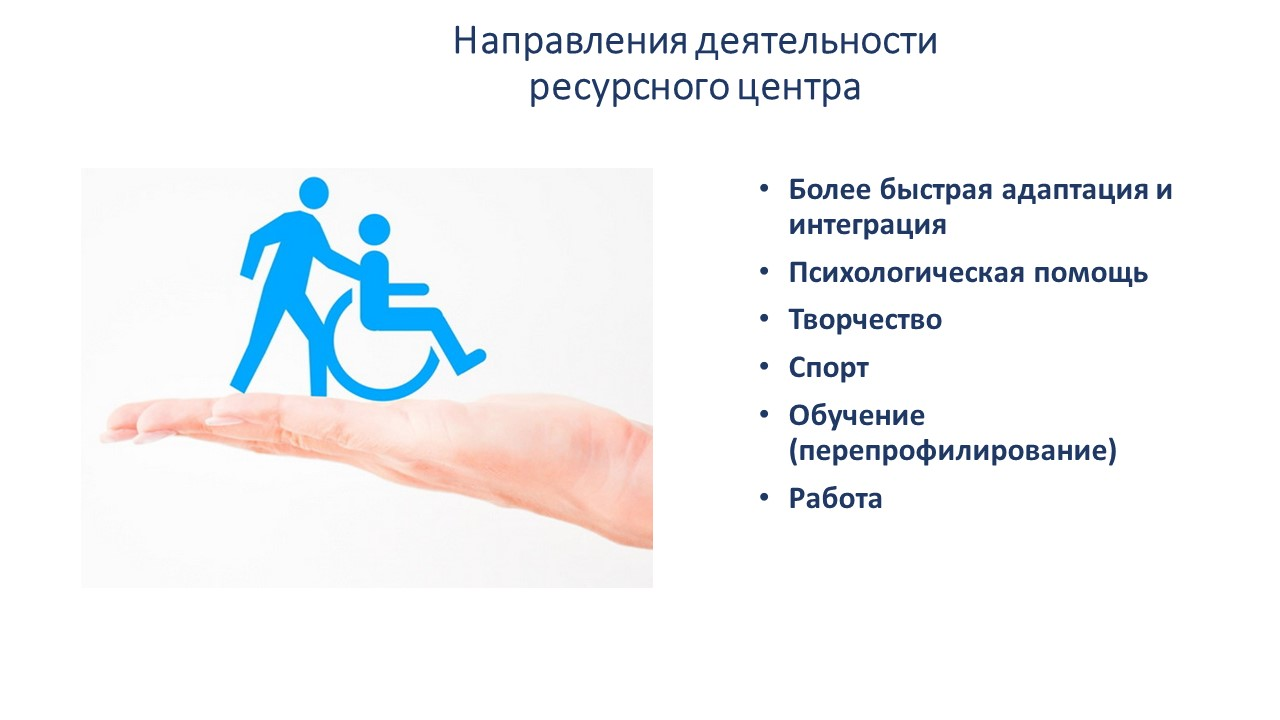 Направления деятельности
ресурсного центра
• Более быстрая адаптация и
интеграция
• Психологическая помощь
• Творчество
• Спорт
• Обучение
(перепрофилирование)
• Работа